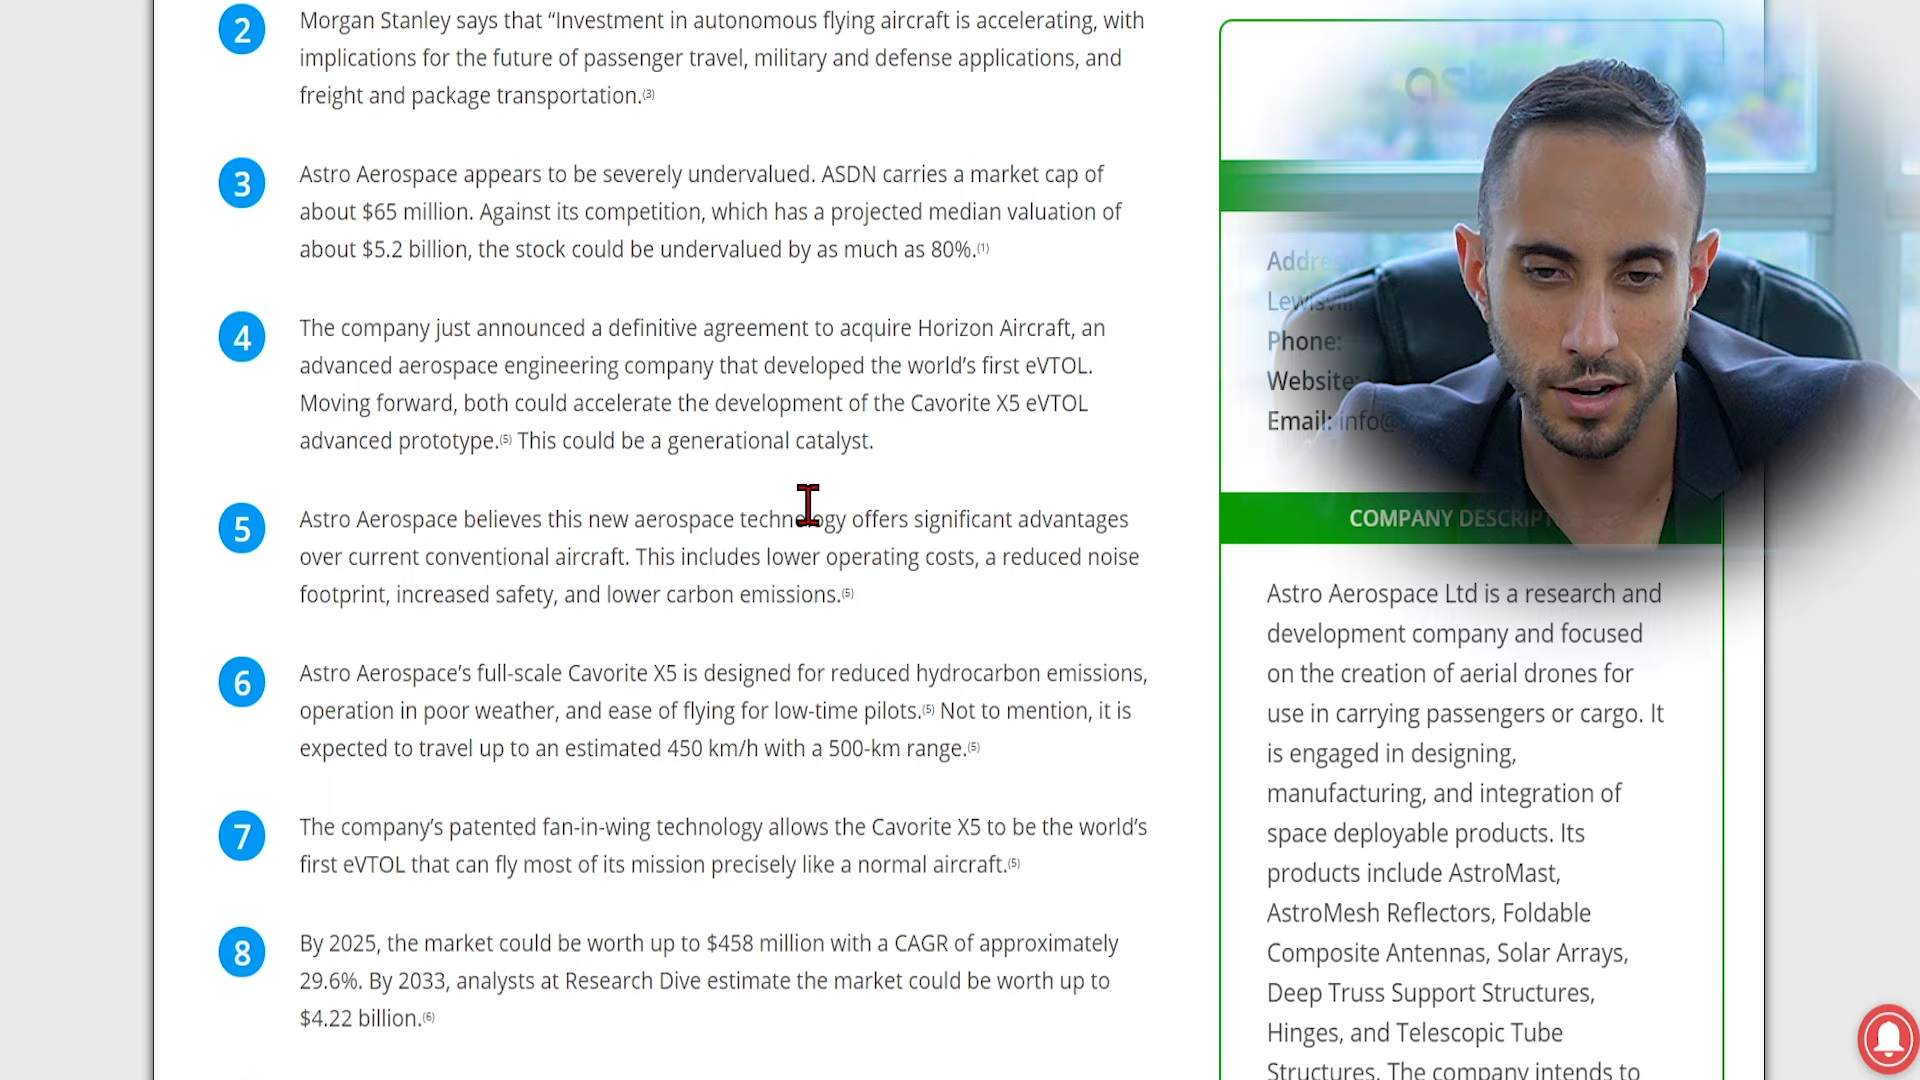 2
Morgan Stanley says that “Investment in autonomous flying aircraft is accelerating, with
implications for the future of passenger travel, military and defense applications, and
freight and package transportation.(3)
3
Astro Aerospace appears to be severely undervalued. ASDN carries a market cap of
about $65 million. Against its competition, which has a projected median valuation of
about $5.2 billion, the stock could be undervalued by as much as 80%.(1)
4
The company just announced a definitive agreement to acquire Horizon Aircraft, an
advanced aerospace engineering company that developed the world’s first eVTOL.
Moving forward, both could accelerate the development of the Cavorite X5 eVTOL
advanced prototype.(5) This could be a generational catalyst.
5
Astro Aerospace believes this new aerospace technology offers significant advantages
over current conventional aircraft. This includes lower operating costs, a reduced noise
footprint, increased safety, and lower carbon emissions.(5)
6
Astro Aerospace’s full-scale Cavorite X5 is designed for reduced hydrocarbon emissions,
operation in poor weather, and ease of flying for low-time pilots.(5) Not to mention, it is
expected to travel up to an estimated 450 km/h with a 500-km range.(5)
7
The company’s patented fan-in-wing technology allows the Cavorite X5 to be the world’s
first eVTOL that can fly most of its mission precisely like a normal aircraft.(5)
8
By 2025, the market could be worth up to $458 million with a CAGR of approximately
29.6%. By 2033, analysts at Research Dive estimate the market could be worth up to
$4.22 billion.(6)
Phone:
Website:
Email: info@
COMPANY
Astro Aerospace Ltd is a research and
development company and focused
on the creation of aerial drones for
use in carrying passengers or cargo. It
is engaged in designing,
manufacturing, and integration of
space deployable products. Its
products include AstroMast,
AstroMesh Reflectors, Foldable
Composite Antennas, Solar Arrays,
Deep Truss Support Structures,
Hinges, and Telescopic Tube
Structures. The company intends to